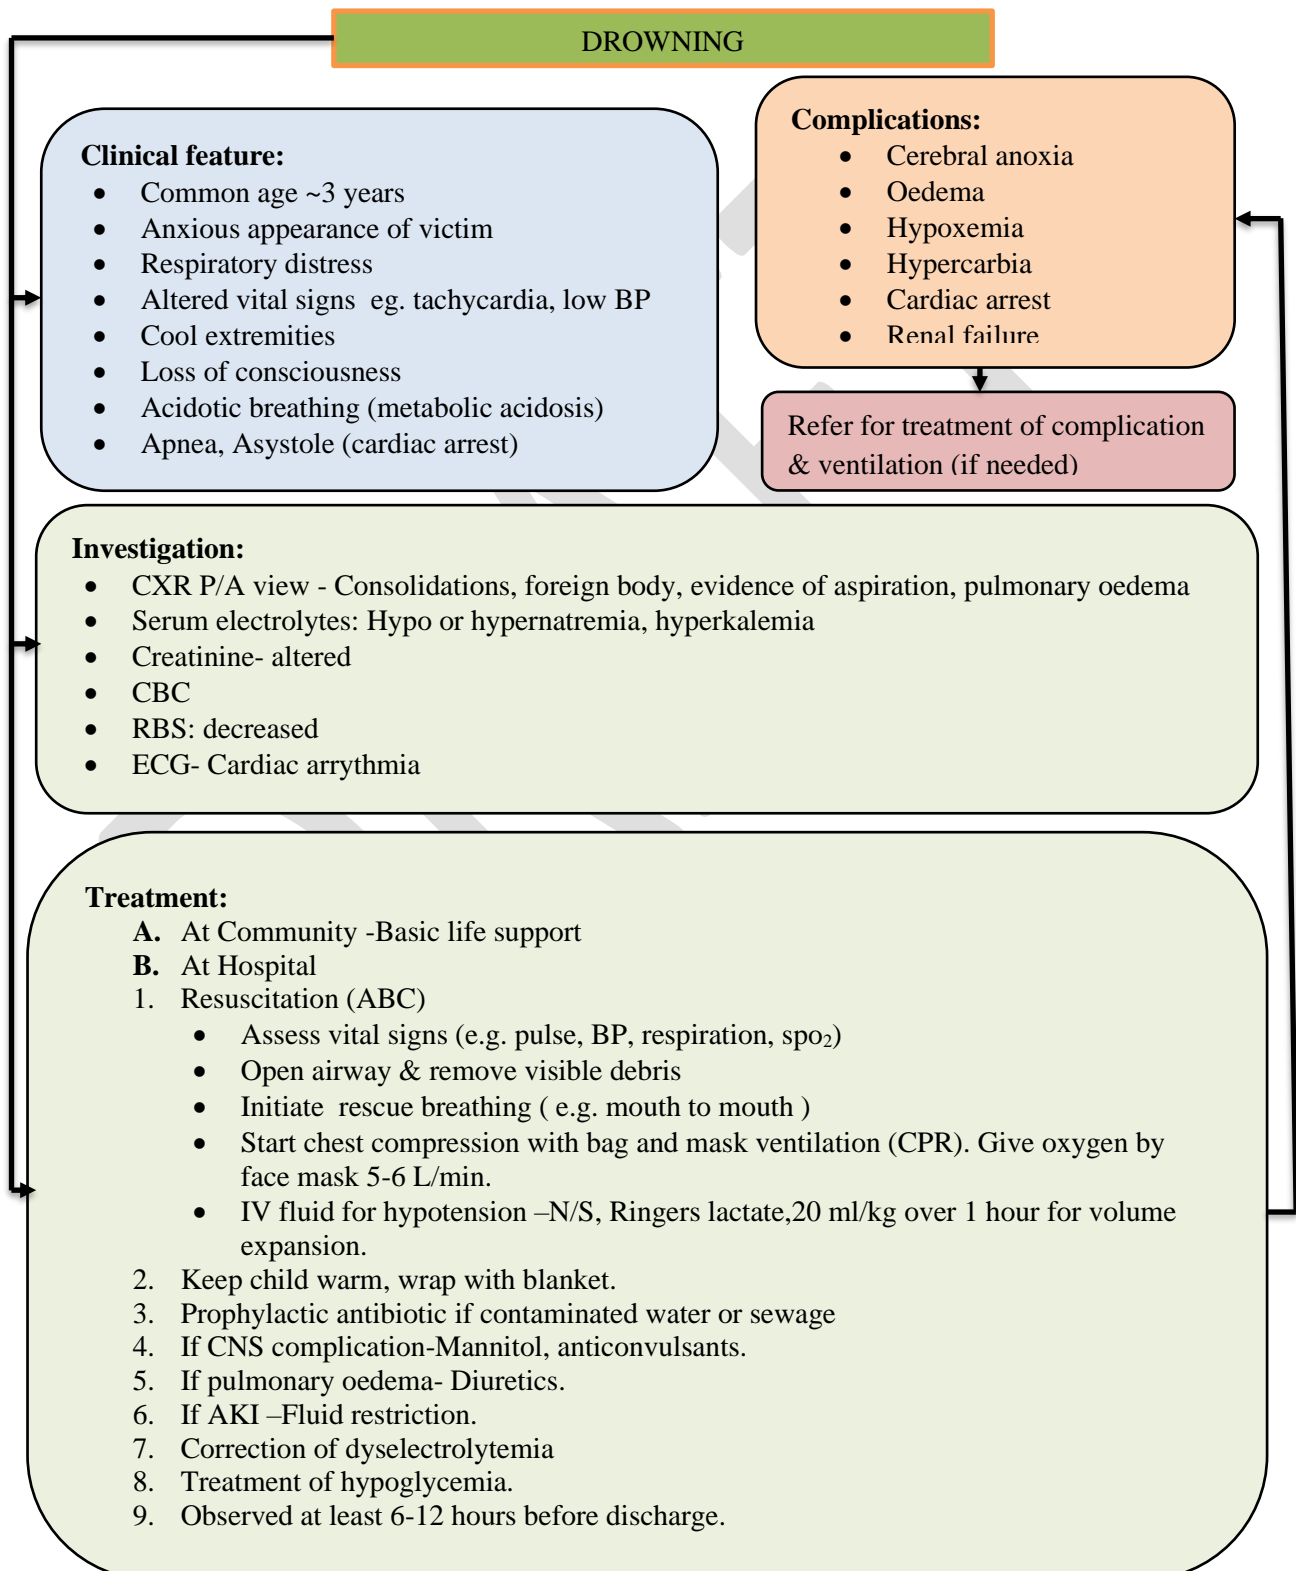 DROWNING
Clinical feature:
• Common age ~3 years
• Anxious appearance of victim
• Respiratory distress
• Altered vital signs eg. tachycardia, low BP
• Cool extremities
• Loss of consciousness
• Acidotic breathing (metabolic acidosis)
• Apnea, Asystole (cardiac arrest)
Complications:
• Cerebral anoxia
• Oedema
• Hypoxemia
• Hypercarbia
• Cardiac arrest
• Renal failure
Refer for treatment of complication
& ventilation (if needed)
Investigation:
• CXR P/A view - Consolidations, foreign body, evidence of aspiration, pulmonary oedema
• Serum electrolytes: Hypo or hypernatremia, hyperkalemia
• Creatinine- altered
• CBC
• RBS: decreased
• ECG- Cardiac arrythmia
Treatment:
A. At Community -Basic life support
B. At Hospital
1. Resuscitation (ABC)
• Assess vital signs (e.g. pulse, BP, respiration, spo₂)
• Open airway & remove visible debris
• Initiate rescue breathing ( e.g. mouth to mouth )
• Start chest compression with bag and mask ventilation (CPR). Give oxygen by
face mask 5-6 L/min.
• IV fluid for hypotension –N/S, Ringers lactate,20 ml/kg over 1 hour for volume
expansion.
2. Keep child warm, wrap with blanket.
3. Prophylactic antibiotic if contaminated water or sewage
4. If CNS complication-Mannitol, anticonvulsants.
5. If pulmonary oedema- Diuretics.
6. If AKI –Fluid restriction.
7. Correction of dyselectrolytemia
8. Treatment of hypoglycemia.
9. Observed at least 6-12 hours before discharge.